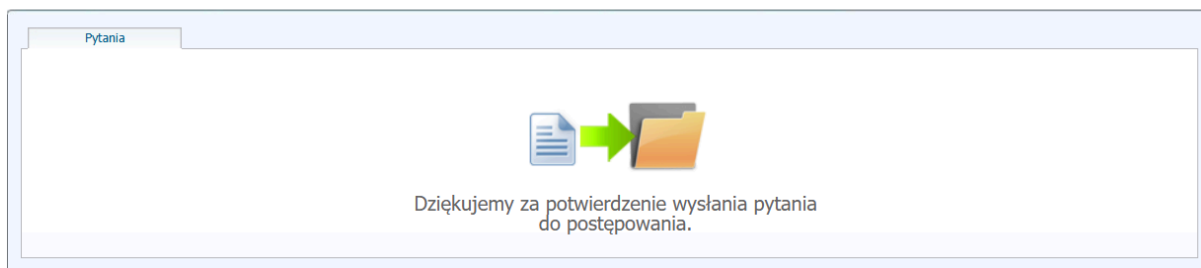 Pytania
Dziękujemy za potwierdzenie wysłania pytania
do postępowania.